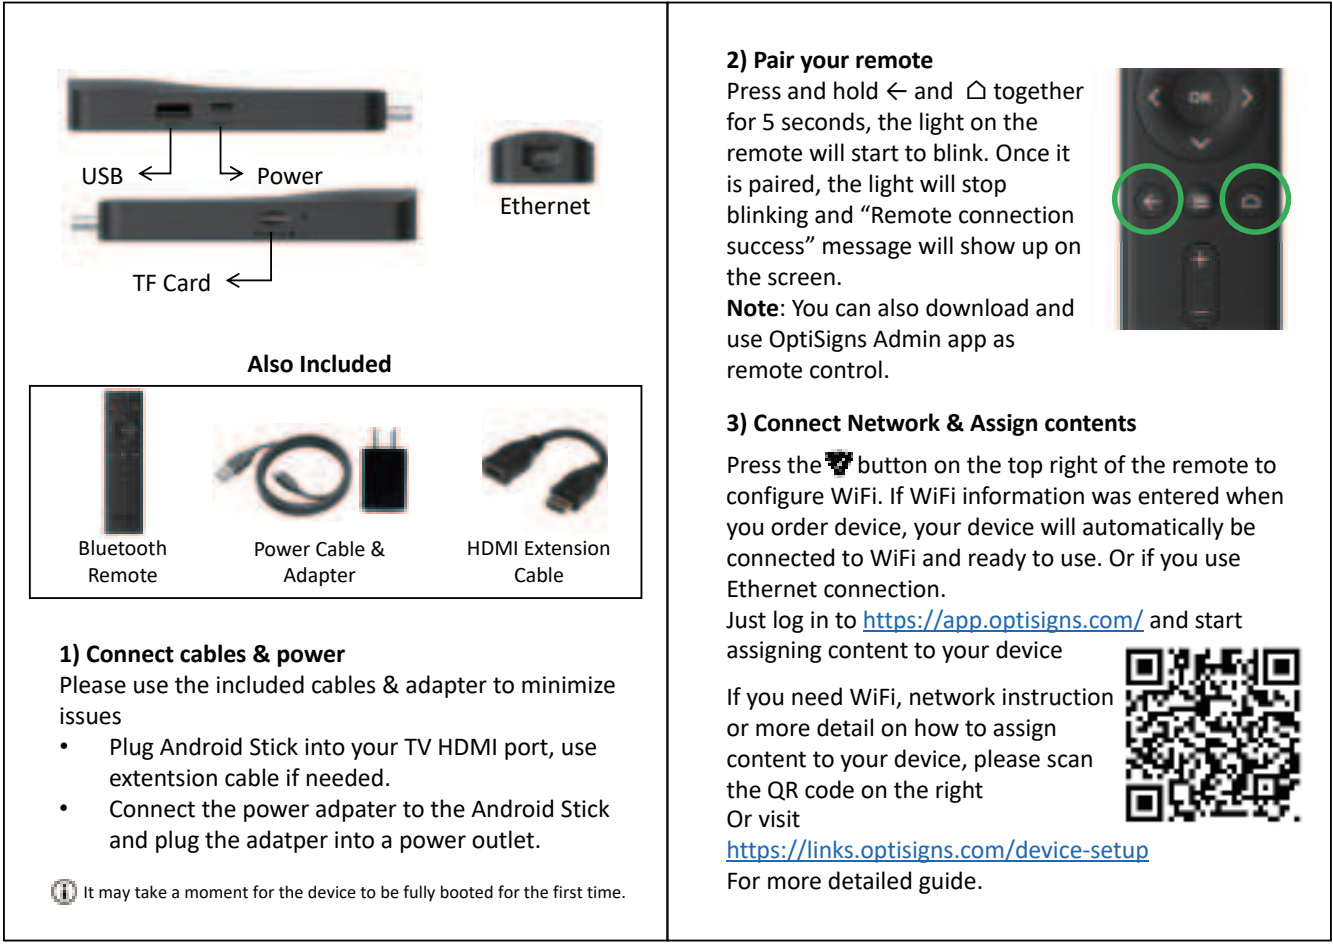 USB
Power
Ethernet
TF Card
Also Included
Bluetooth
Remote
Power Cable &
Adapter
HDMI Extension
Cable
1) Connect cables & power
Please use the included cables & adapter to minimize
issues
• Plug Android Stick into your TV HDMI port, use
extentsion cable if needed.
• Connect the power adpater to the Android Stick
and plug the adatper into a power outlet.
It may take a moment for the device to be fully booted for the first time.
2) Pair your remote
Press and hold ← and ⌂ together
for 5 seconds, the light on the
remote will start to blink. Once it
is paired, the light will stop
blinking and “Remote connection
success” message will show up on
the screen.
Note: You can also download and
use OptiSigns Admin app as
remote control.
OK
3) Connect Network & Assign contents
Press the button on the top right of the remote to
configure WiFi. If WiFi information was entered when
you order device, your device will automatically be
connected to WiFi and ready to use. Or if you use
Ethernet connection.
Just log in to https://app.optisigns.com/ and start
assigning content to your device
If you need WiFi, network instruction
or more detail on how to assign
content to your device, please scan
the QR code on the right
Or visit
https://links.optisigns.com/device-setup
For more detailed guide.